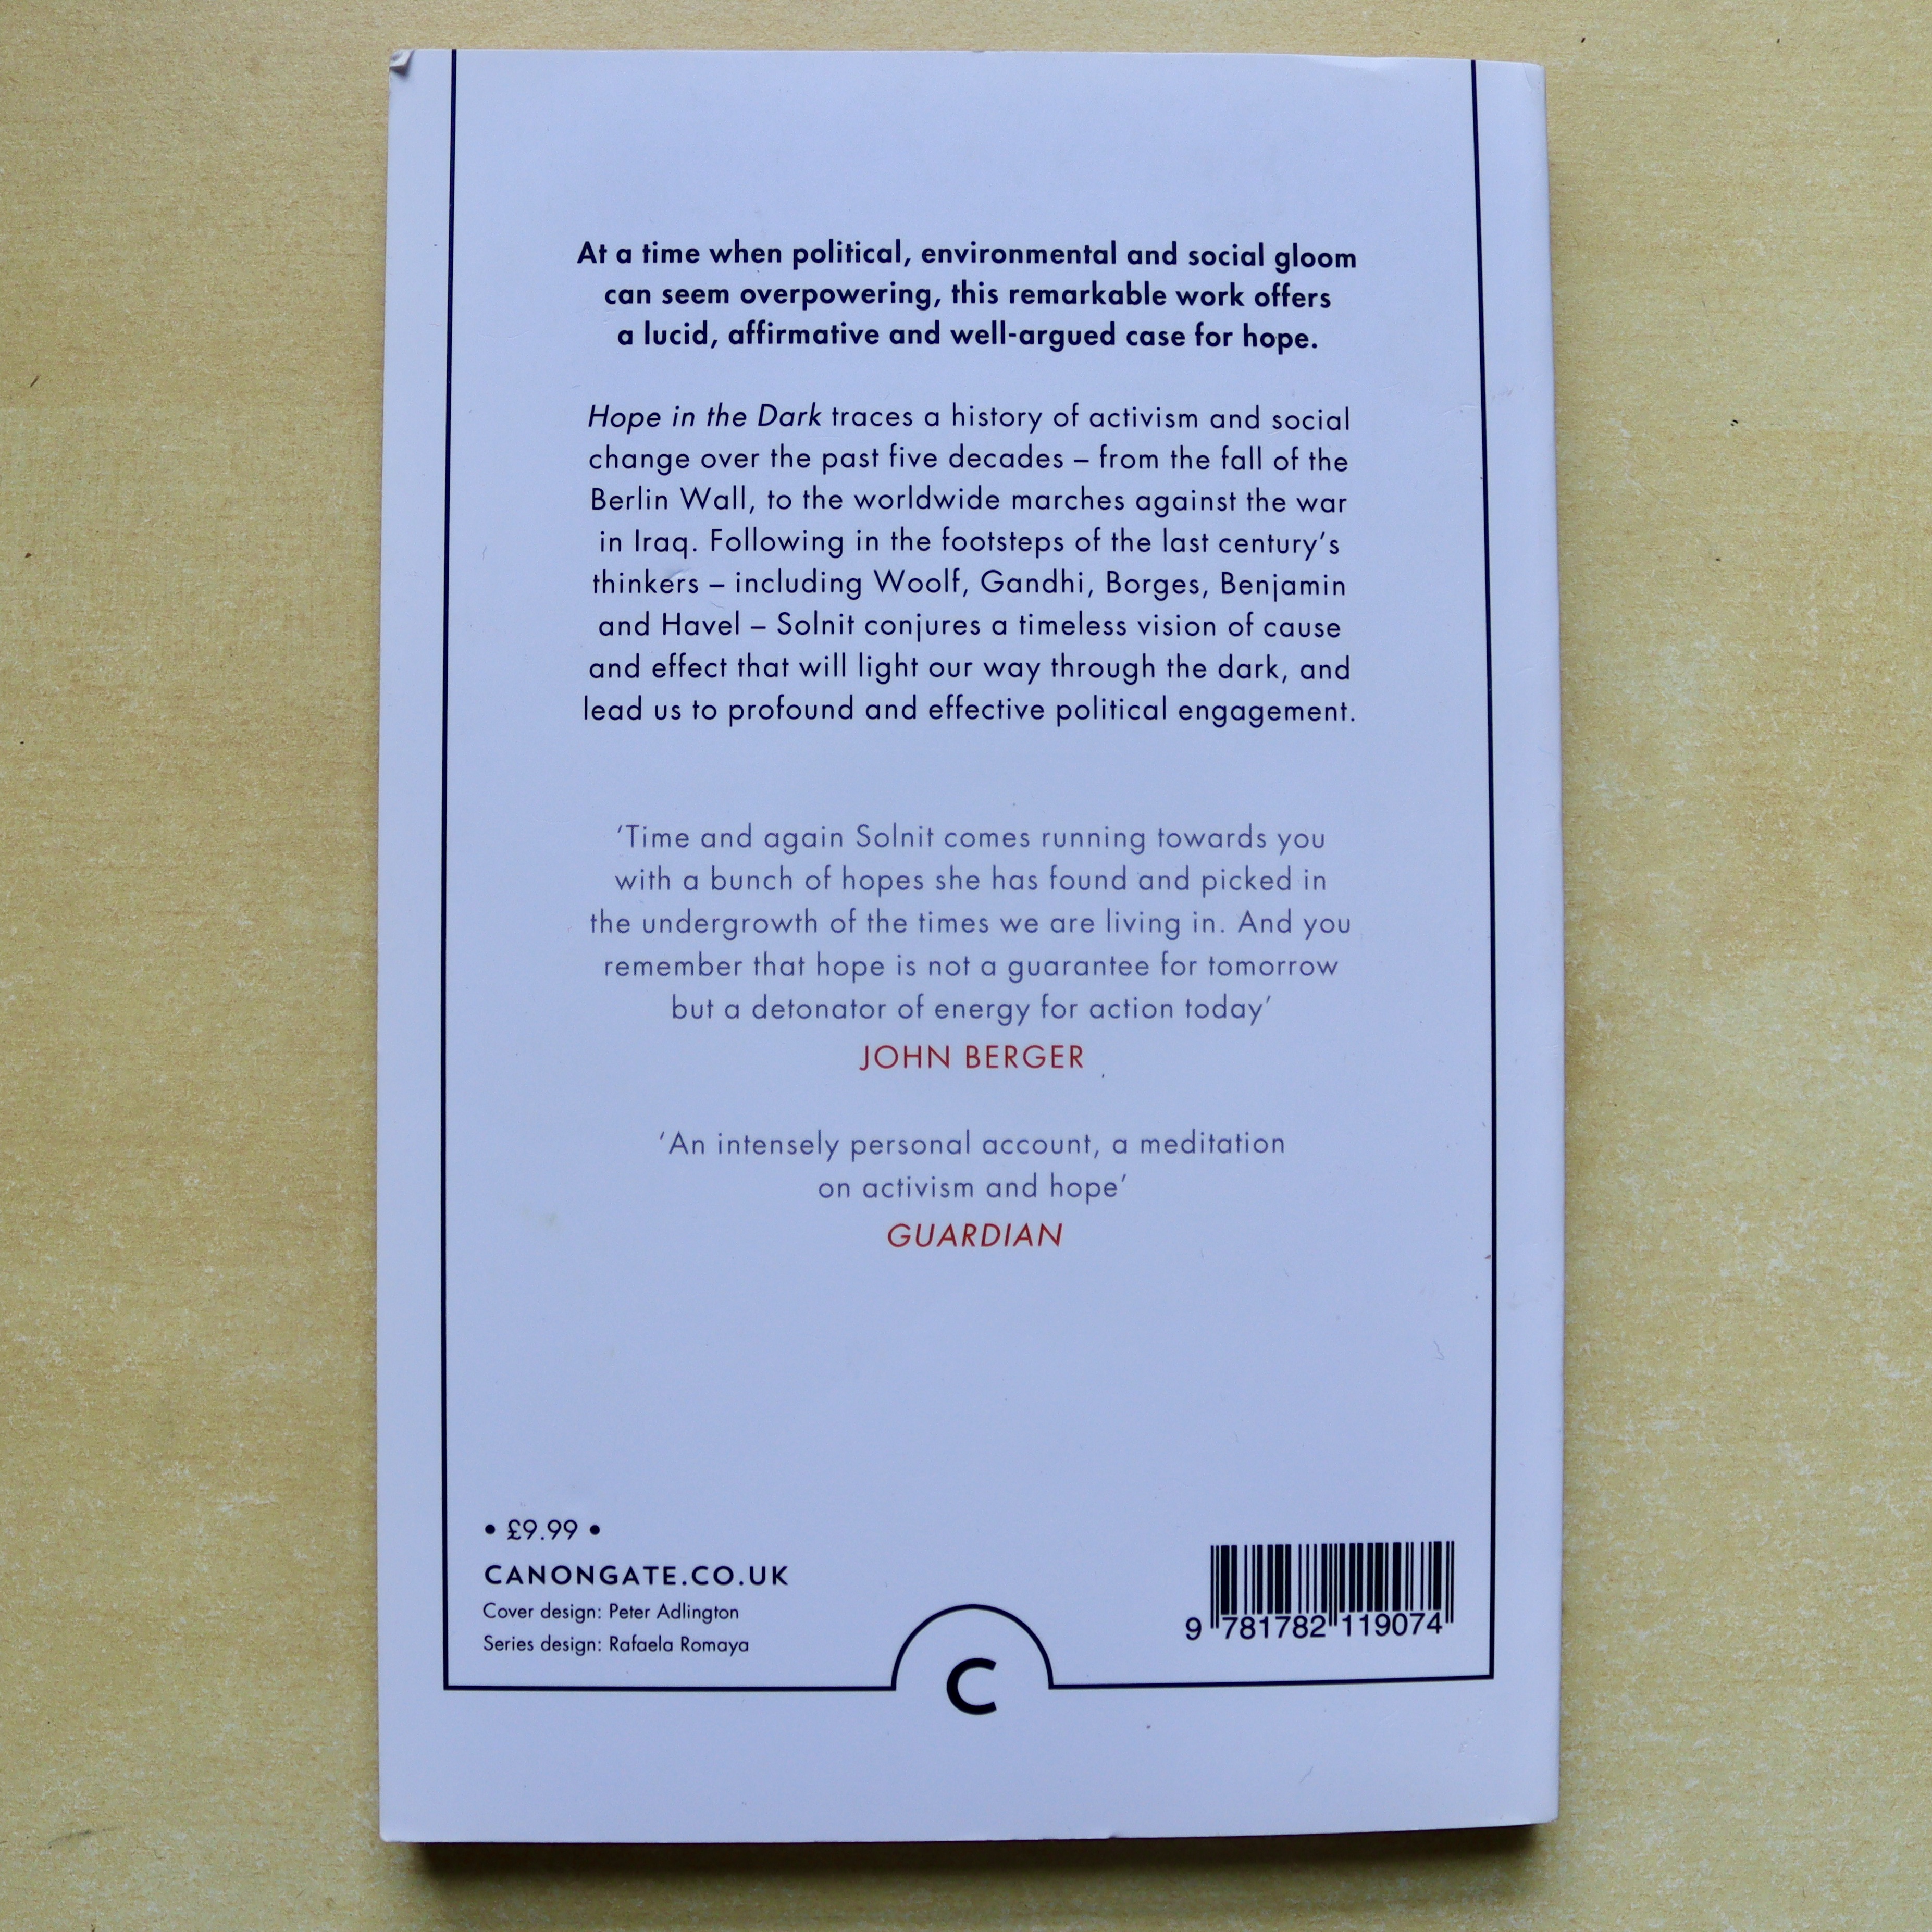 At a time when political, environmental and social gloom
can seem overpowering, this remarkable work offers
a lucid, affirmative and well-argued case for hope.
Hope in the Dark traces a history of activism and social
change over the past five decades – from the fall of the
Berlin Wall, to the worldwide marches against the war
in Iraq. Following in the footsteps of the last century's
thinkers – including Woolf, Gandhi, Borges, Benjamin
and Havel – Solnit conjures a timeless vision of cause
and effect that will light our way through the dark, and
lead us to profound and effective political engagement.
'Time and again Solnit comes running towards you
with a bunch of hopes she has found and picked in
the undergrowth of the times we are living in. And you
remember that hope is not a guarantee for tomorrow
but a detonator of energy for action today'
JOHN BERGER
'An intensely personal account, a meditation
on activism and hope'
GUARDIAN
• £9.99 •
CANONGATE.CO.UK
Cover design: Peter Adlington
Series design: Rafaela Romaya
C
9 781782 119074